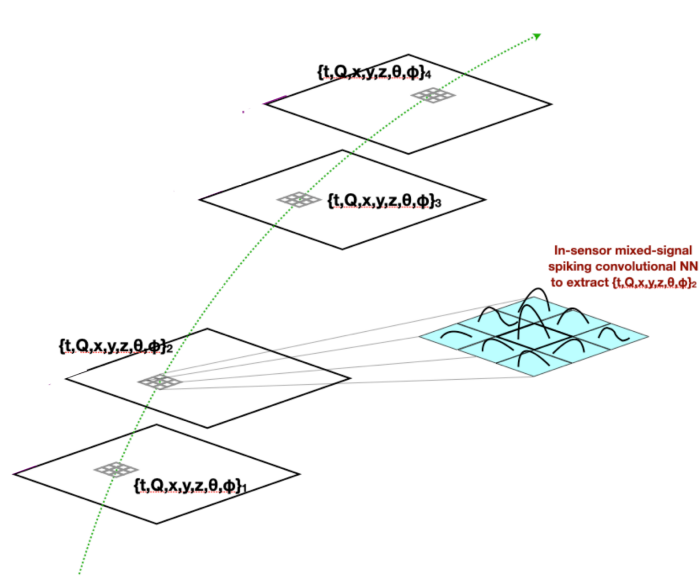 {t,Q,x,y,z,θ,ϕ}₄
{t,Q,x,y,z,θ,ϕ}₃
In-sensor mixed-signal
spiking convolutional NN
to extract {t,Q,x,y,z,θ,ϕ}₂
{t,Q,x,y,z,θ,ϕ}₂
{t,Q,x,y,z,θ,ϕ}₁